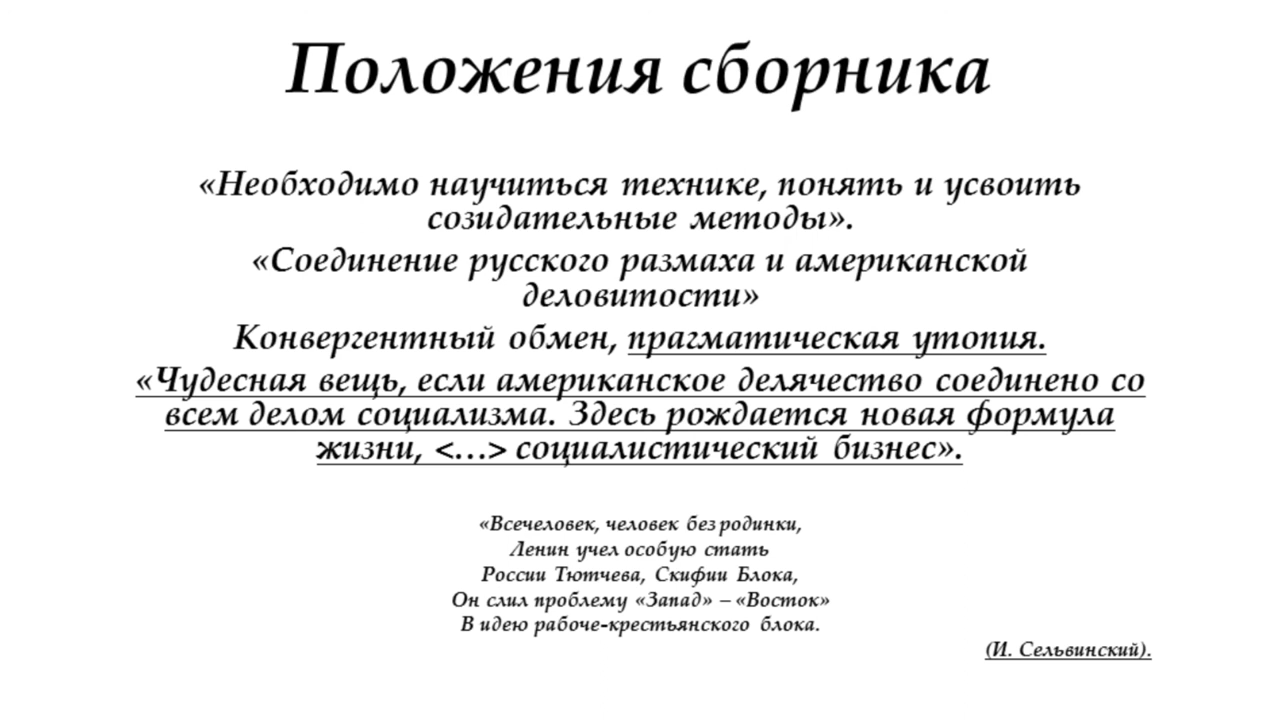 Положения сборника
«Необходимо научиться технике, понять и усвоить
созидательные методы».
«Соединение русского размаха и американской
деловитости»
Конвергентный обмен, прагматическая утопия.
«Чудесная вещь, если американское делячество соединено со
всем делом социализма. Здесь рождается новая формула
жизни, <…> социалистический бизнес».
«Всечеловек, человек без родинки,
Ленин учел особую стать
России Тютчева, Скифии Блока,
Он слил проблему «Запад» – «Восток»
В идею рабоче-крестьянского блока.
(И. Сельвинский).